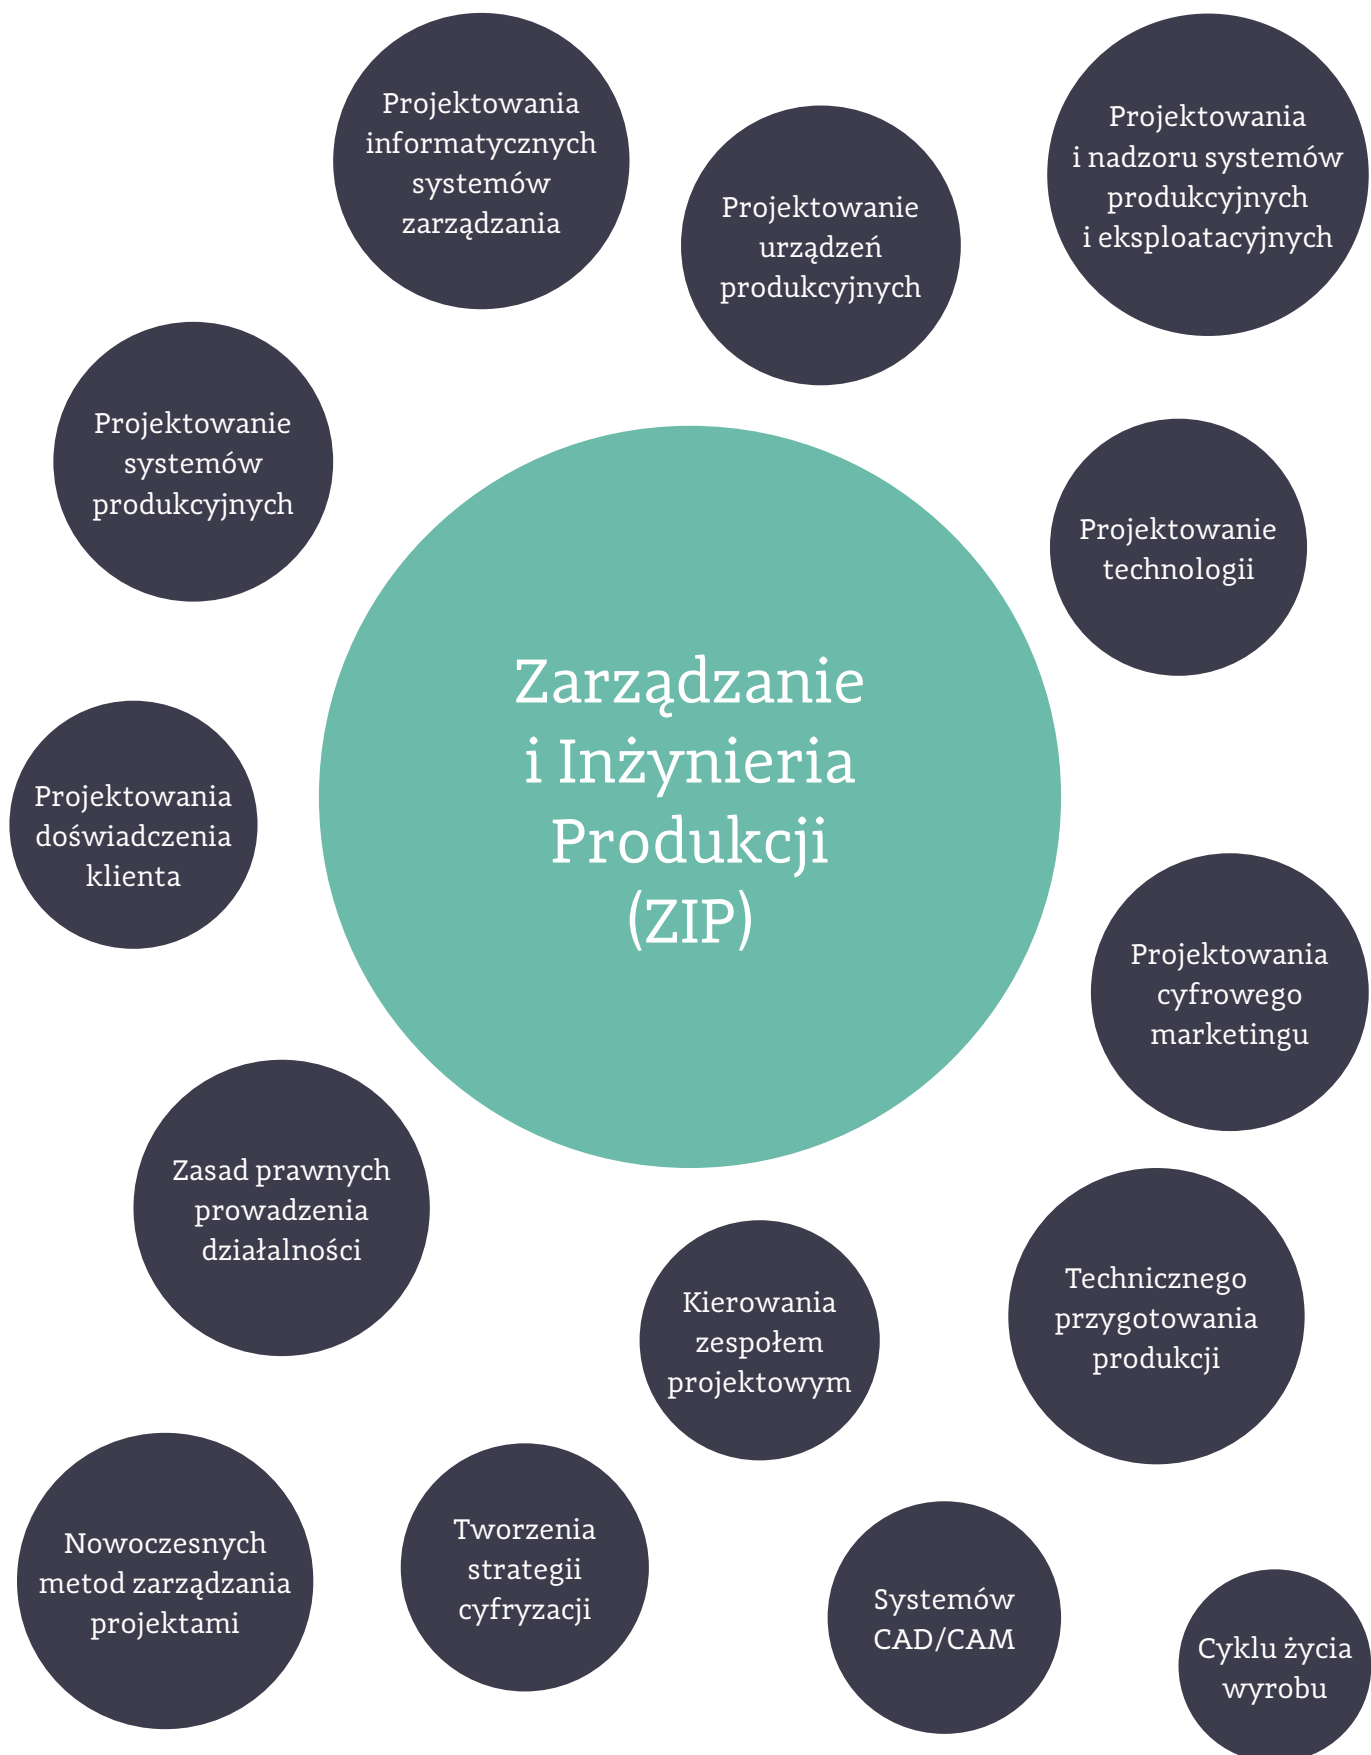 Projektowania
informatycznych
systemów
zarządzania
Projektowanie
urządzeń
produkcyjnych
Projektowania
i nadzoru systemów
produkcyjnych
i eksploatacyjnych
Projektowanie
systemów
produkcyjnych
Projektowanie
technologii
Zarządzanie
i Inżynieria
Produkcji
(ZIP)
Projektowania
doświadczenia
klienta
Projektowania
cyfrowego
marketingu
Zasad prawnych
prowadzenia
działalności
Kierowania
zespołem
projektowym
Technicznego
przygotowania
produkcji
Nowoczesnych
metod zarządzania
projektami
Tworzenia
strategii
cyfryzacji
Systemów
CAD/CAM
Cyklu życia
wyrobu